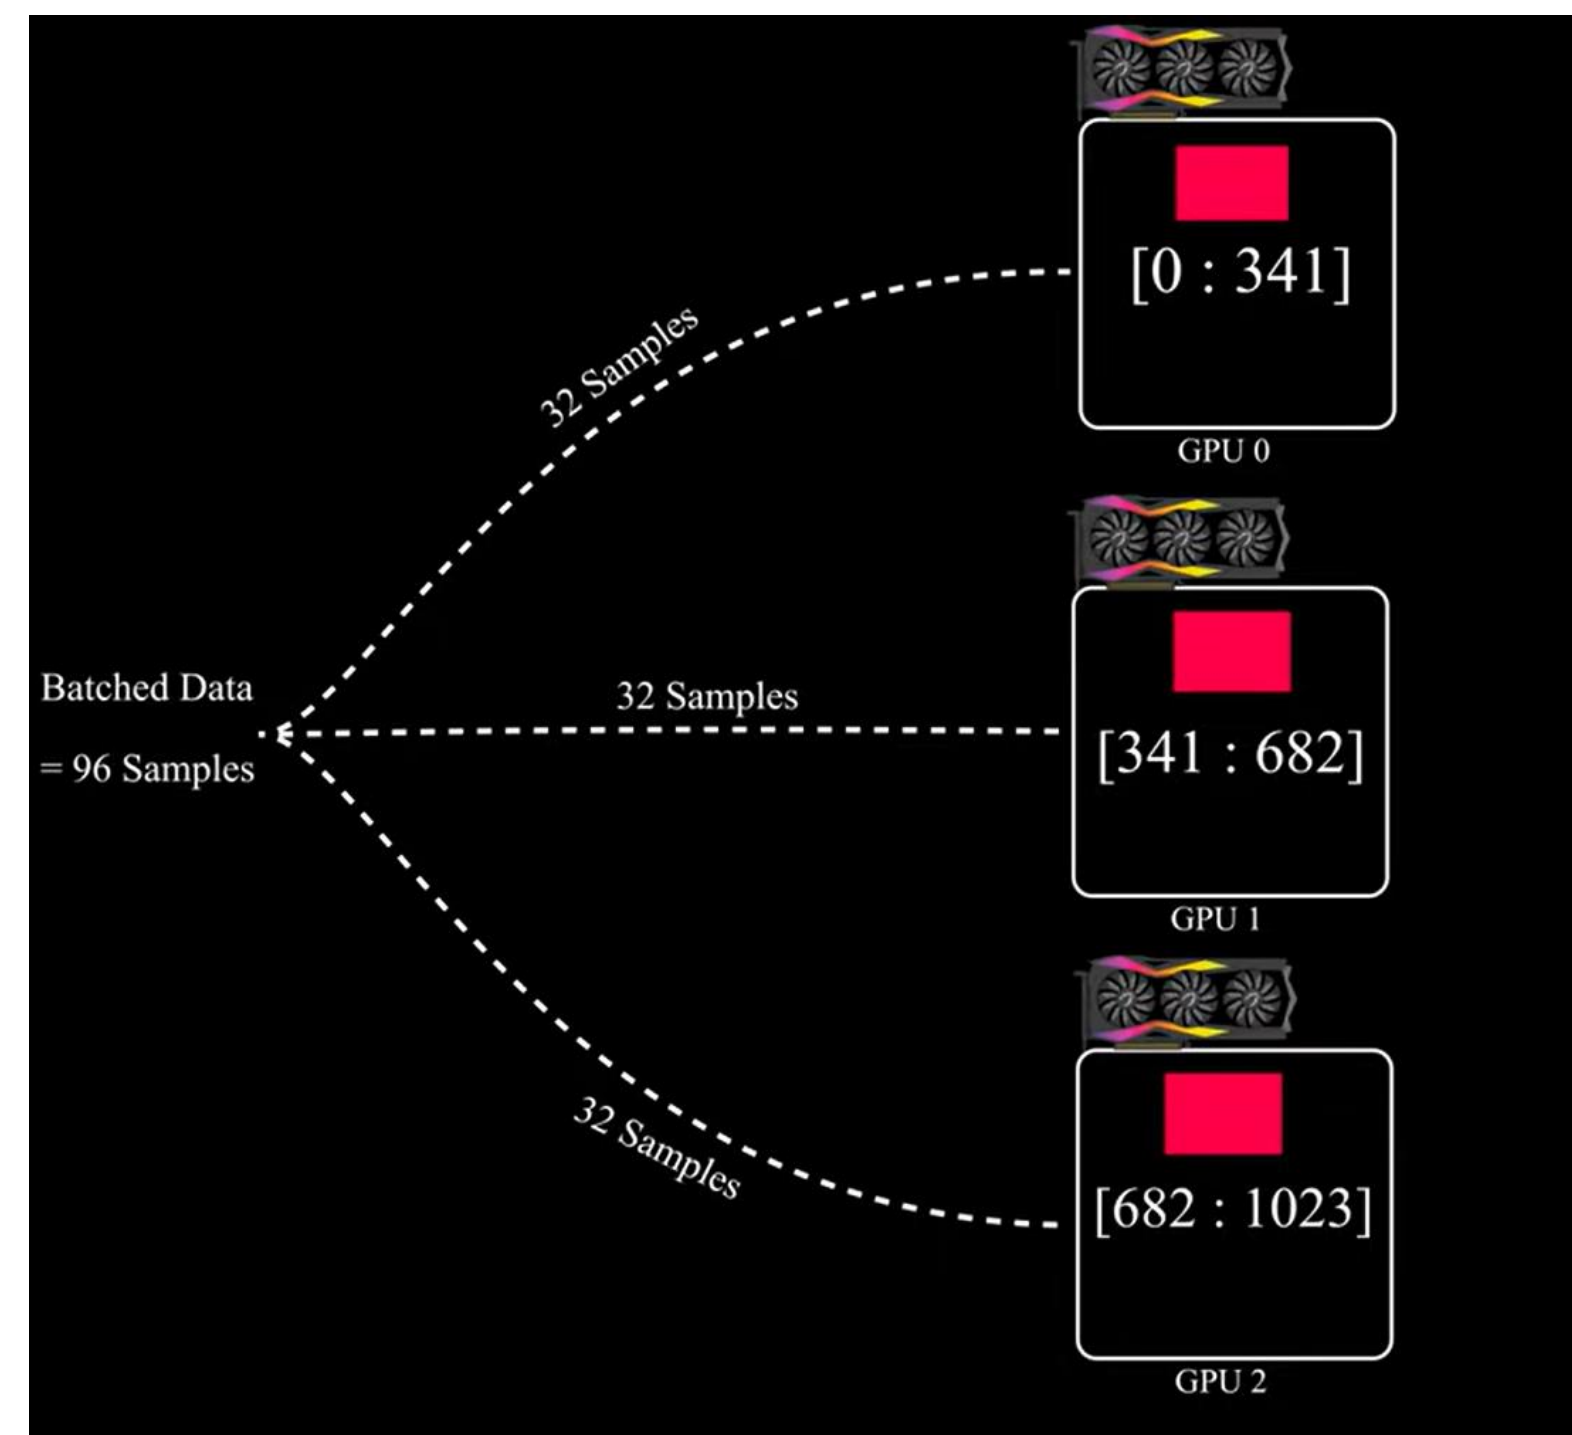 32 Samples
[0 : 341]
GPU 0
Batched Data
= 96 Samples
32 Samples
[341 : 682]
GPU 1
32 Samples
[682 : 1023]
GPU 2